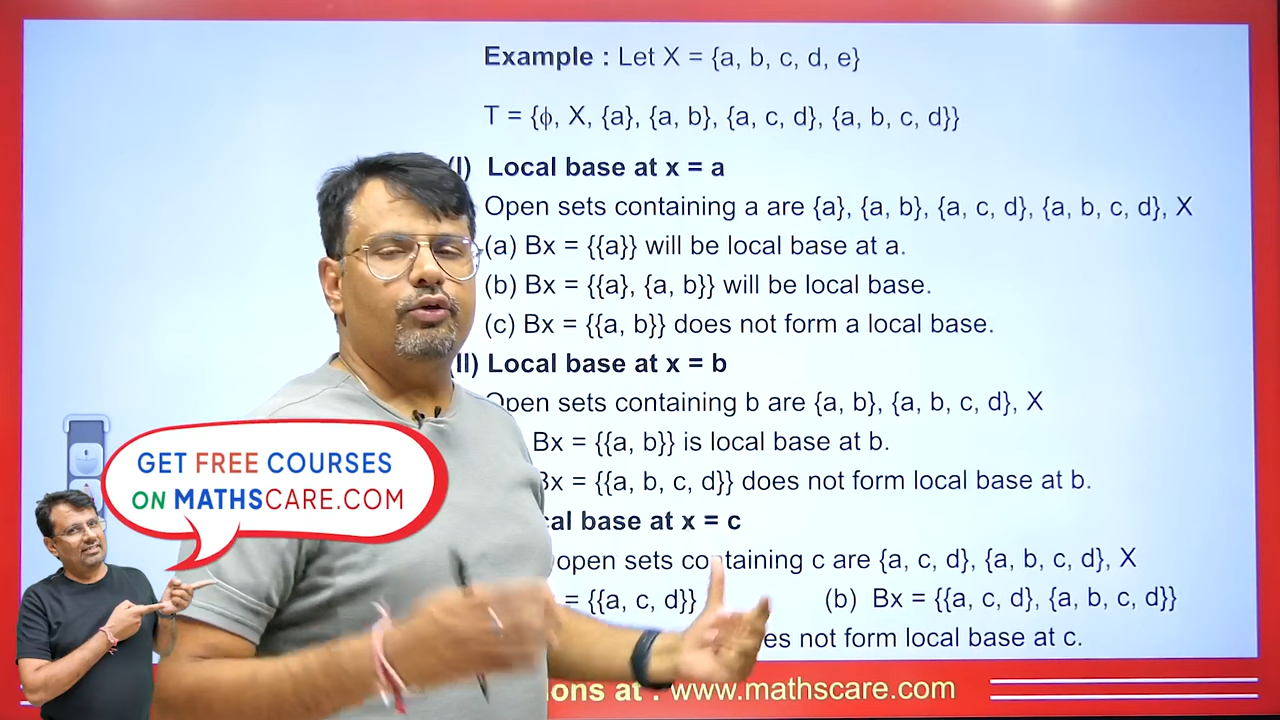 Example : Let X = {a, b, c, d, e}
T = {ϕ, X, {a}, {a, b}, {a, c, d}, {a, b, c, d}}
(I) Local base at x = a
Open sets containing a are {a}, {a, b}, {a, c, d}, {a, b, c, d}, X
(a) Bx = {{a}} will be local base at a.
(b) Bx = {{a}, {a, b}} will be local base.
(c) Bx = {{a, b}} does not form a local base.
(II) Local base at x = b
Open sets containing b are {a, b}, {a, b, c, d}, X
Bx = {{a, b}} is local base at b.
Bx = {{a, b, c, d}} does not form local base at b.
base at x = c
open sets containing c are {a, c, d}, {a, b, c, d}, X
= {{a, c, d}} (b) Bx = {{a, c, d}, {a, b, c, d}}
not form local base at c.
at : www.mathscare.com
GET FREE COURSES
ON MATHSCARE.COM